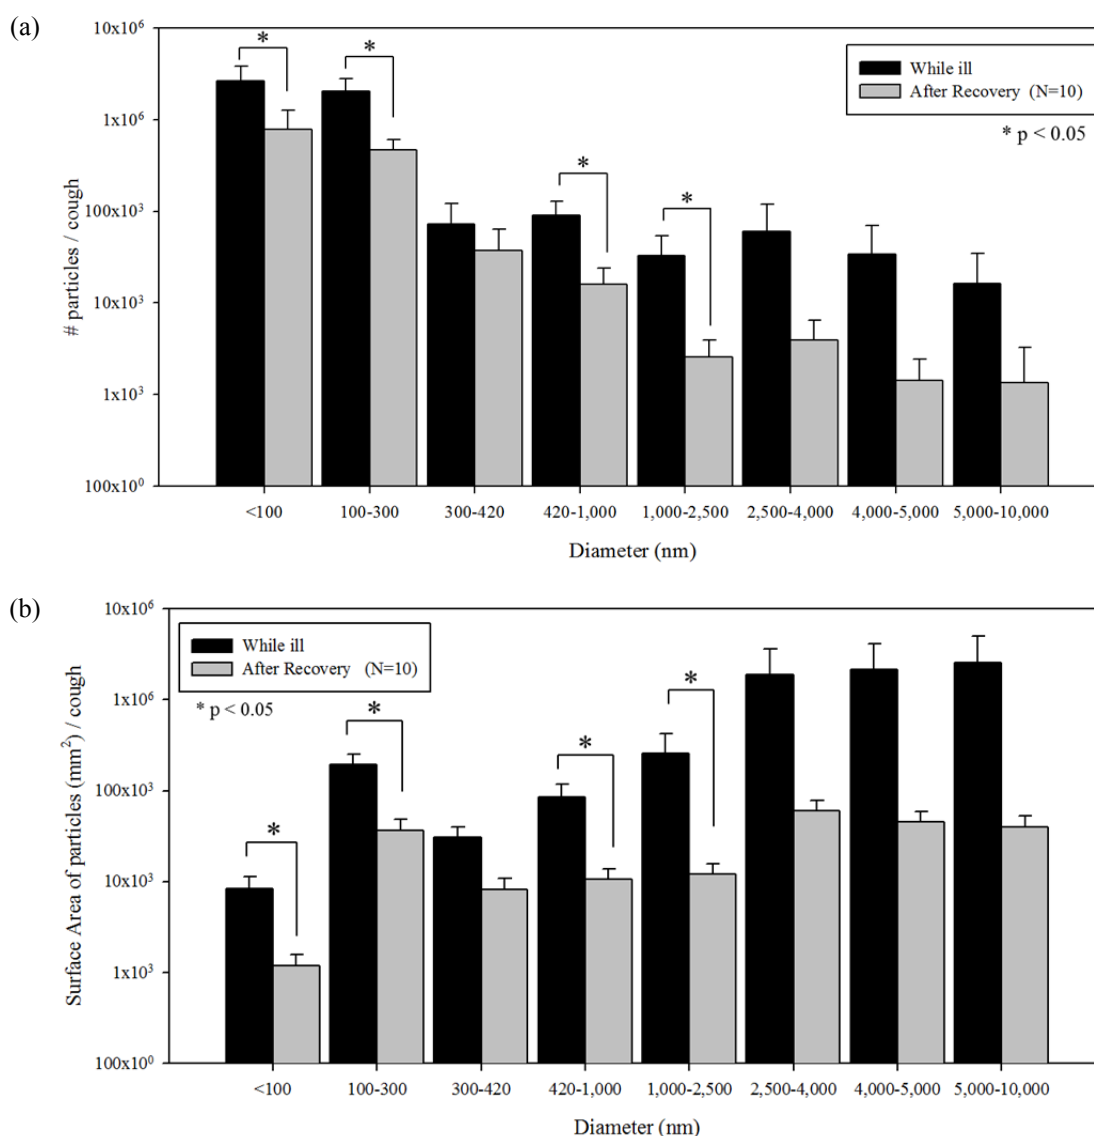 (a)
10x10⁶
1x10⁶
100x10³
10x10³
1x10³
100x10⁰
# particles / cough
While ill
After Recovery (N=10)
* p < 0.05
*
*
*
*
<100
100-300
300-420
420-1,000
1,000-2,500
2,500-4,000
4,000-5,000
5,000-10,000
Diameter (nm)
(b)
10x10⁶
1x10⁶
100x10³
10x10³
1x10³
100x10⁰
Surface Area of particles (mm²) / cough
While ill
After Recovery (N=10)
* p < 0.05
*
*
*
*
<100
100-300
300-420
420-1,000
1,000-2,500
2,500-4,000
4,000-5,000
5,000-10,000
Diameter (nm)